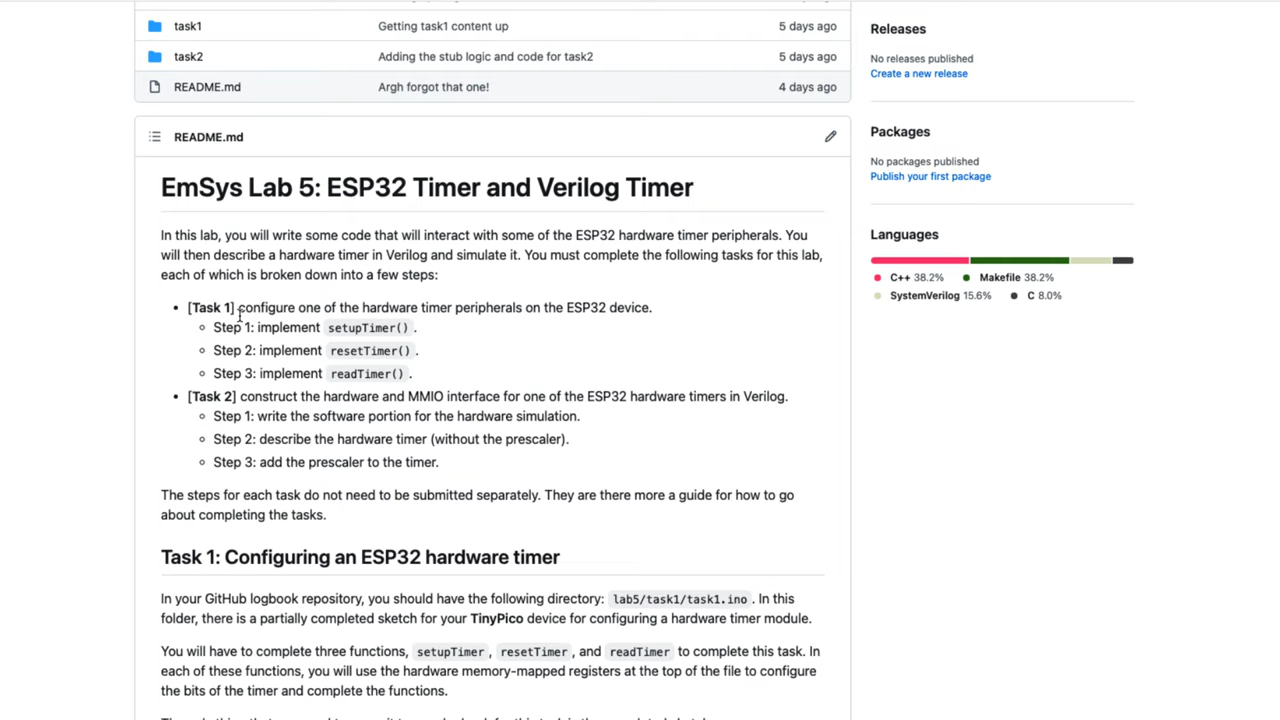 task1 Getting task1 content up 5 days ago
task2 Adding the stub logic and code for task2 5 days ago
README.md Argh forgot that one! 4 days ago
README.md
EmSys Lab 5: ESP32 Timer and Verilog Timer
In this lab, you will write some code that will interact with some of the ESP32 hardware timer peripherals. You
will then describe a hardware timer in Verilog and simulate it. You must complete the following tasks for this lab,
each of which is broken down into a few steps:
• [Task 1] configure one of the hardware timer peripherals on the ESP32 device.
◦ Step 1: implement setupTimer() .
◦ Step 2: implement resetTimer() .
◦ Step 3: implement readTimer() .
• [Task 2] construct the hardware and MMIO interface for one of the ESP32 hardware timers in Verilog.
◦ Step 1: write the software portion for the hardware simulation.
◦ Step 2: describe the hardware timer (without the prescaler).
◦ Step 3: add the prescaler to the timer.
The steps for each task do not need to be submitted separately. They are there more a guide for how to go
about completing the tasks.
Task 1: Configuring an ESP32 hardware timer
In your GitHub logbook repository, you should have the following directory: lab5/task1/task1.ino . In this
folder, there is a partially completed sketch for your TinyPico device for configuring a hardware timer module.
You will have to complete three functions, setupTimer , resetTimer , and readTimer to complete this task. In
each of these functions, you will use the hardware memory-mapped registers at the top of the file to configure
the bits of the timer and complete the functions.
Releases
No releases published
Create a new release
Packages
No packages published
Publish your first package
Languages
C++ 38.2% Makefile 38.2%
SystemVerilog 15.6% C 8.0%